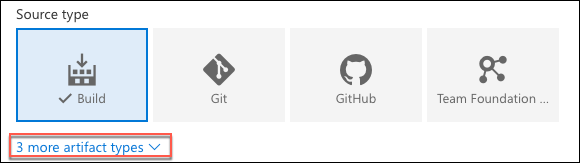 Source type
Build
Git
GitHub
Team Foundation ...
3 more artifact types